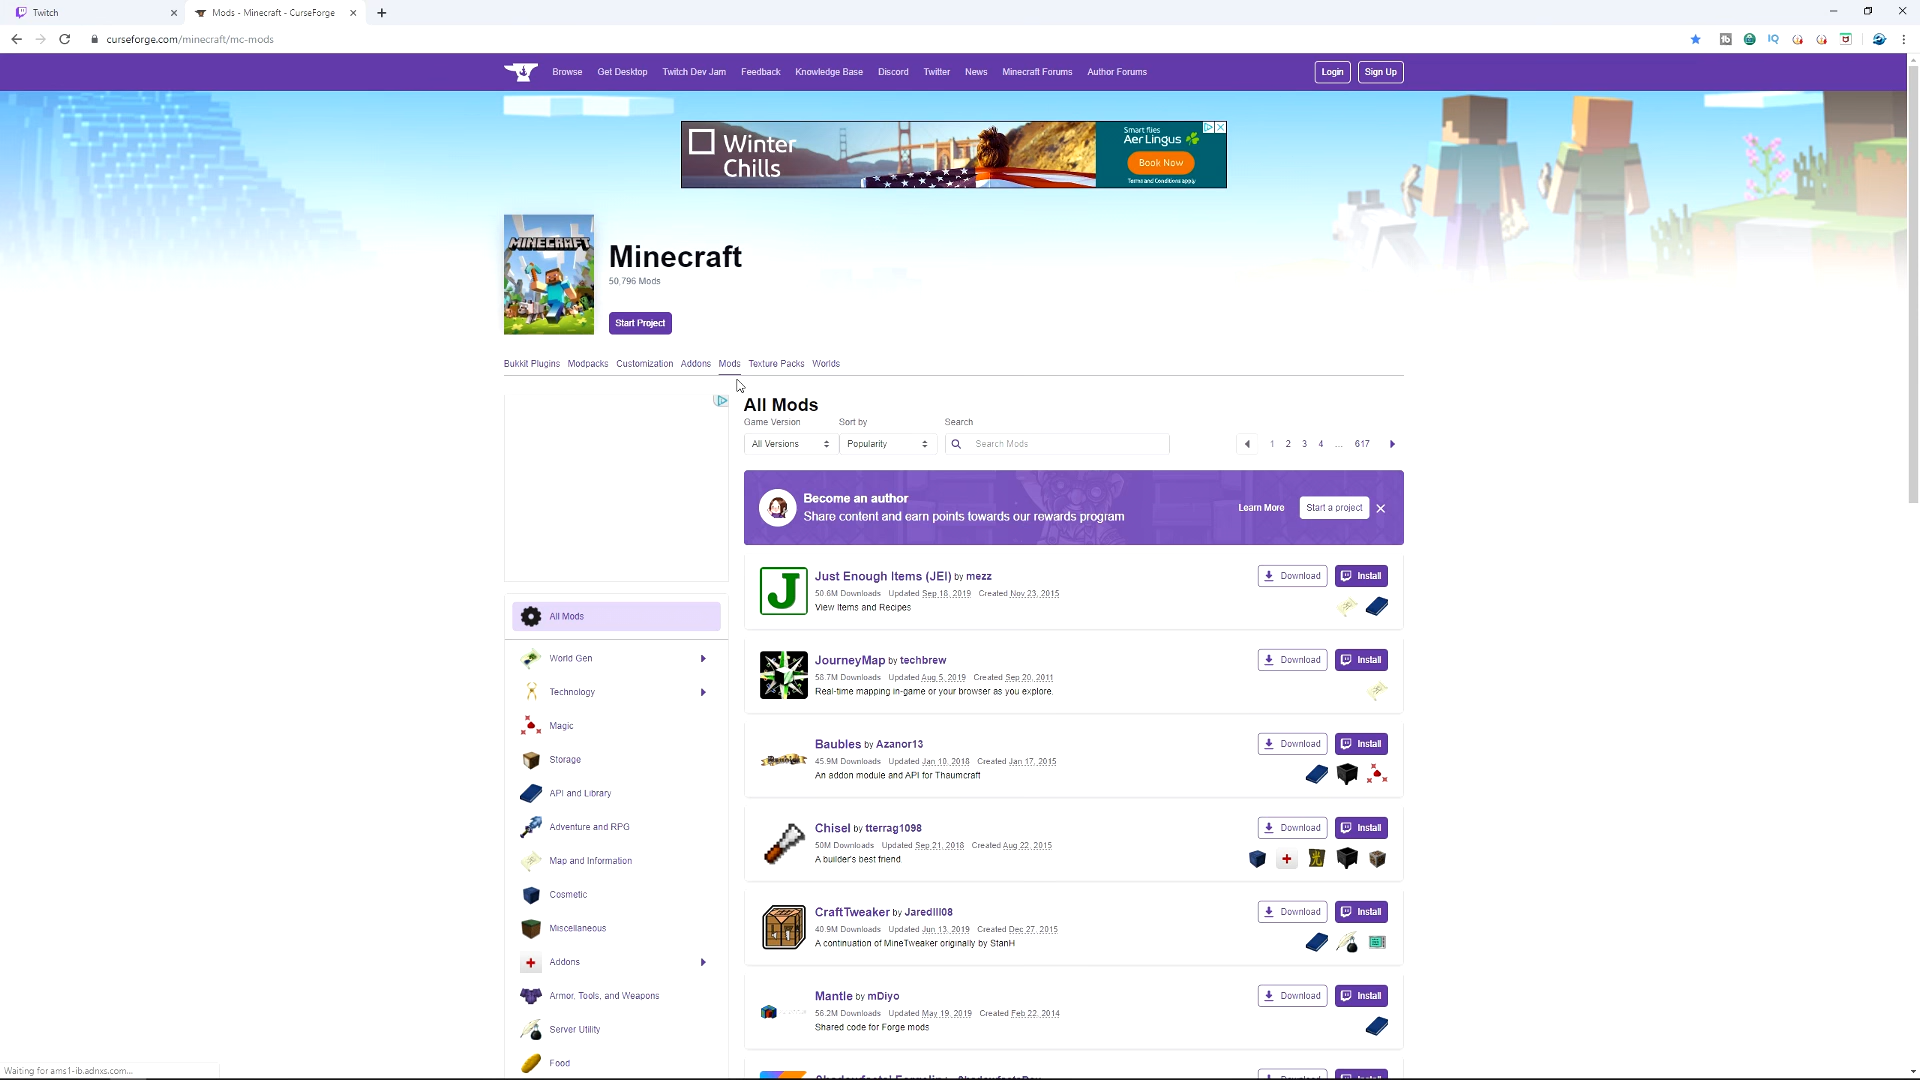 Twitch
Mods - Minecraft - CurseForge
curseforge.com/minecraft/mc-mods
Browse Get Desktop Twitch Dev Jam Feedback Knowledge Base Discord Twitter News Minecraft Forums Author Forums
Login Sign Up
Winter
Chills
Smart flies
Aer Lingus
Book Now
Terms and Conditions apply
MINECRAFT
Minecraft
50,796 Mods
Start Project
Bukkit Plugins Modpacks Customization Addons Mods Texture Packs Worlds
All Mods
Game Version Sort by Search
All Versions Popularity Search Mods
1 2 3 4 ... 617
Become an author
Share content and earn points towards our rewards program
Learn More Start a project
Just Enough Items (JEI) by mezz
50.6M Downloads Updated Sep 18, 2019 Created Nov 23, 2015
View Items and Recipes
Download Install
JourneyMap by techbrew
58.7M Downloads Updated Aug 5, 2019 Created Sep 20, 2011
Real-time mapping in-game or your browser as you explore.
Download Install
Baubles by Azanor13
45.9M Downloads Updated Jan 10, 2018 Created Jan 17, 2015
An addon module and API for Thaumcraft
Download Install
Chisel by tterrag1098
50M Downloads Updated Sep 21, 2018 Created Aug 22, 2015
A builder's best friend
Download Install
CraftTweaker by Jaredlll08
40.9M Downloads Updated Jun 13, 2019 Created Dec 27, 2015
A continuation of MineTweaker originally by StanH
Download Install
Mantle by mDiyo
56.2M Downloads Updated May 19, 2019 Created Feb 22, 2014
Shared code for Forge mods
Download Install
All Mods
World Gen
Technology
Magic
Storage
API and Library
Adventure and RPG
Map and Information
Cosmetic
Miscellaneous
Addons
Armor, Tools, and Weapons
Server Utility
Food
Waiting for ams1-ib.adnxs.com...